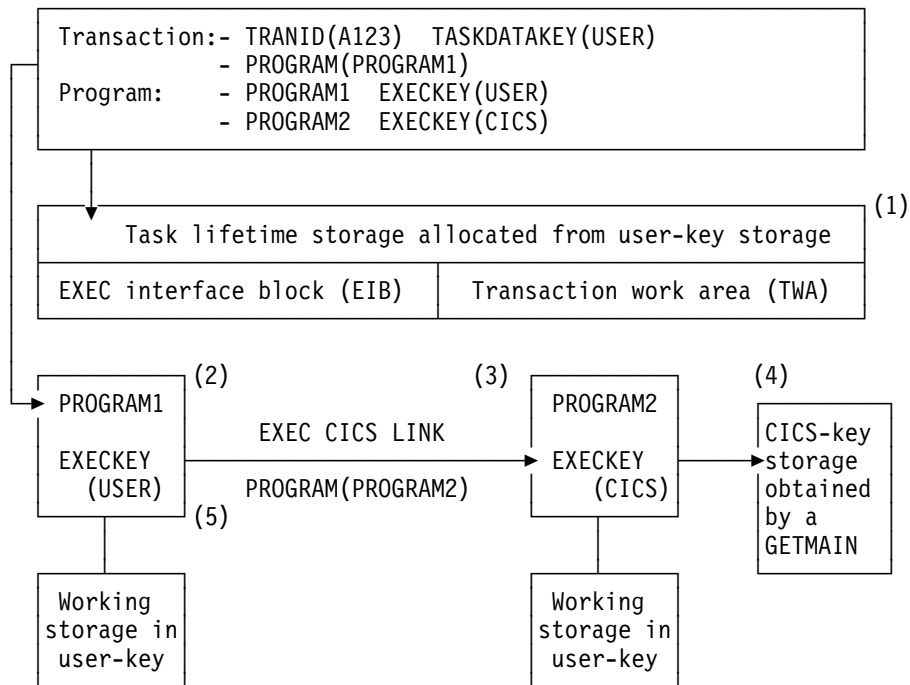 Transaction:- TRANID(A123)  TASKDATAKEY(USER)
- PROGRAM(PROGRAM1)
Program:    - PROGRAM1  EXECKEY(USER)
- PROGRAM2  EXECKEY(CICS)
(1)
Task lifetime storage allocated from user-key storage
EXEC interface block (EIB)
Transaction work area (TWA)
(2)
PROGRAM1
EXECKEY
(USER)
(5)
EXEC CICS LINK
PROGRAM(PROGRAM2)
(3)
PROGRAM2
EXECKEY
(CICS)
(4)
CICS-key
storage
obtained
by a
GETMAIN
Working
storage in
user-key
Working
storage in
user-key